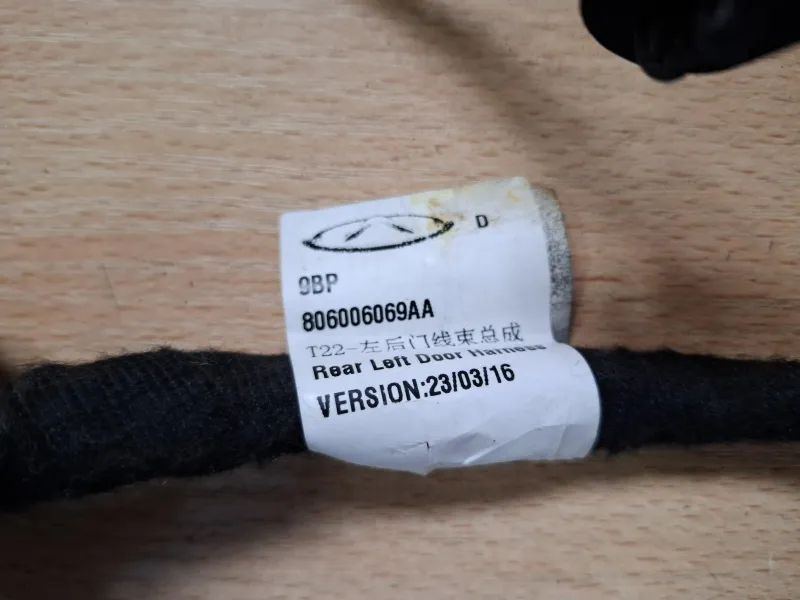 D
9BP
806006069AA
T22-左后门线束总成
Rear Left Door Harness
VERSION:23/03/16